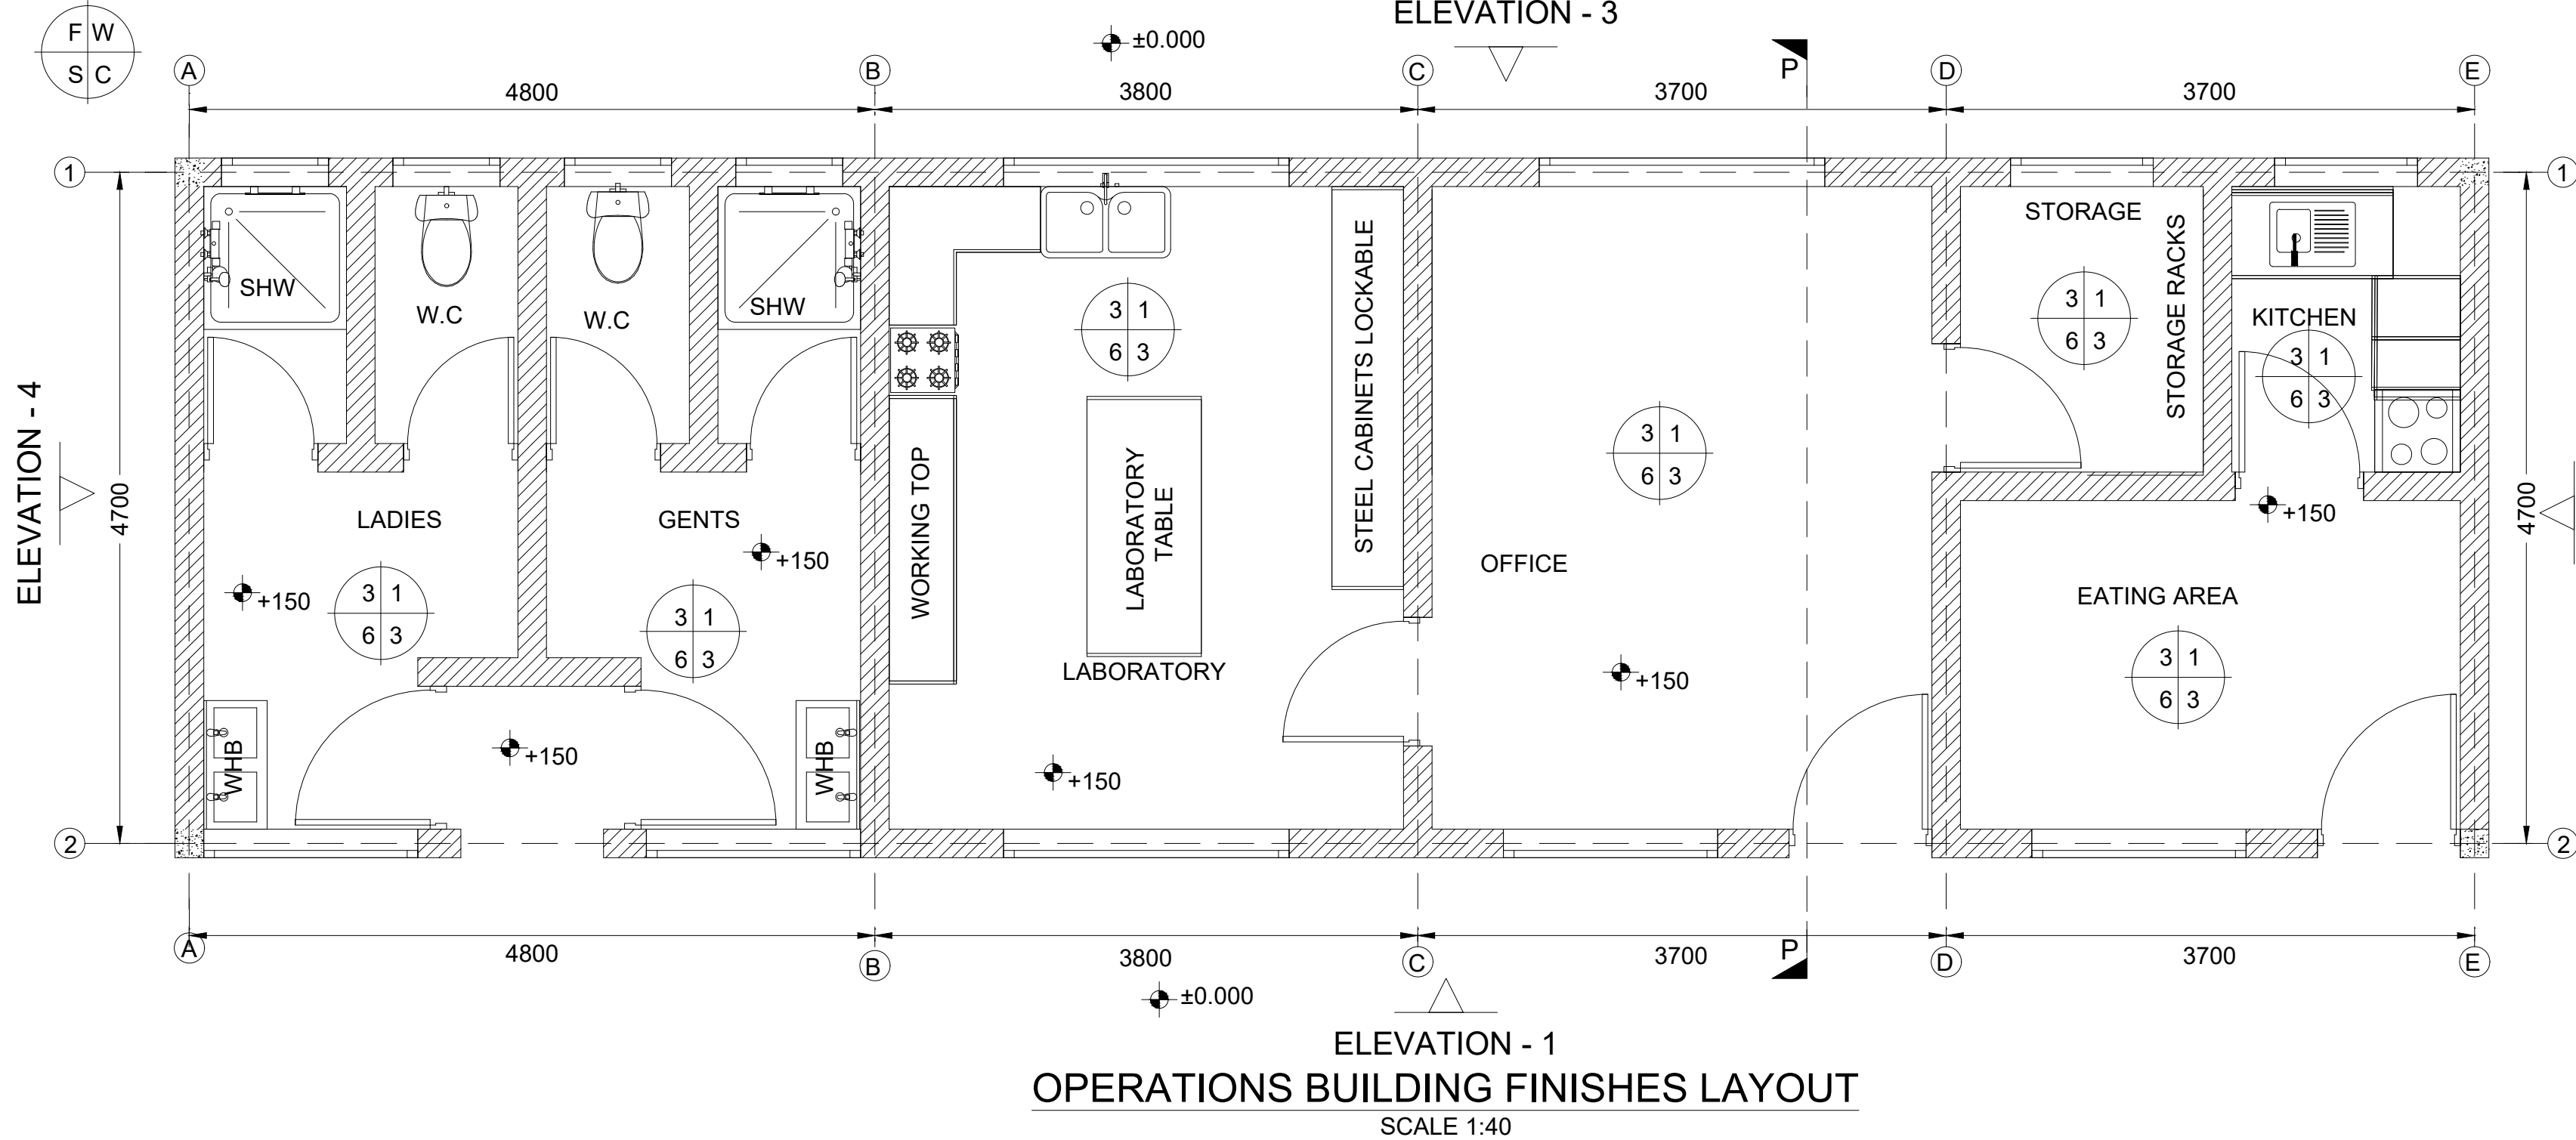 ELEVATION - 3
F W
S C
±0.000
P
A
B
C
D
E
4800
3800
3700
3700
1
1
SHW
W.C
W.C
SHW
STORAGE
STORAGE RACKS
KITCHEN
3 1
6 3
3 1
6 3
3 1
6 3
STEEL CABINETS LOCKABLE
3 1
6 3
ELEVATION - 4
4700
4700
LADIES
GENTS
WORKING TOP
LABORATORY
TABLE
OFFICE
EATING AREA
+150
+150
+150
3 1
6 3
3 1
6 3
3 1
6 3
LABORATORY
+150
WHB
WHB
+150
+150
2
2
A
B
C
D
E
4800
3800
3700
3700
P
±0.000
ELEVATION - 1
OPERATIONS BUILDING FINISHES LAYOUT
SCALE 1:40